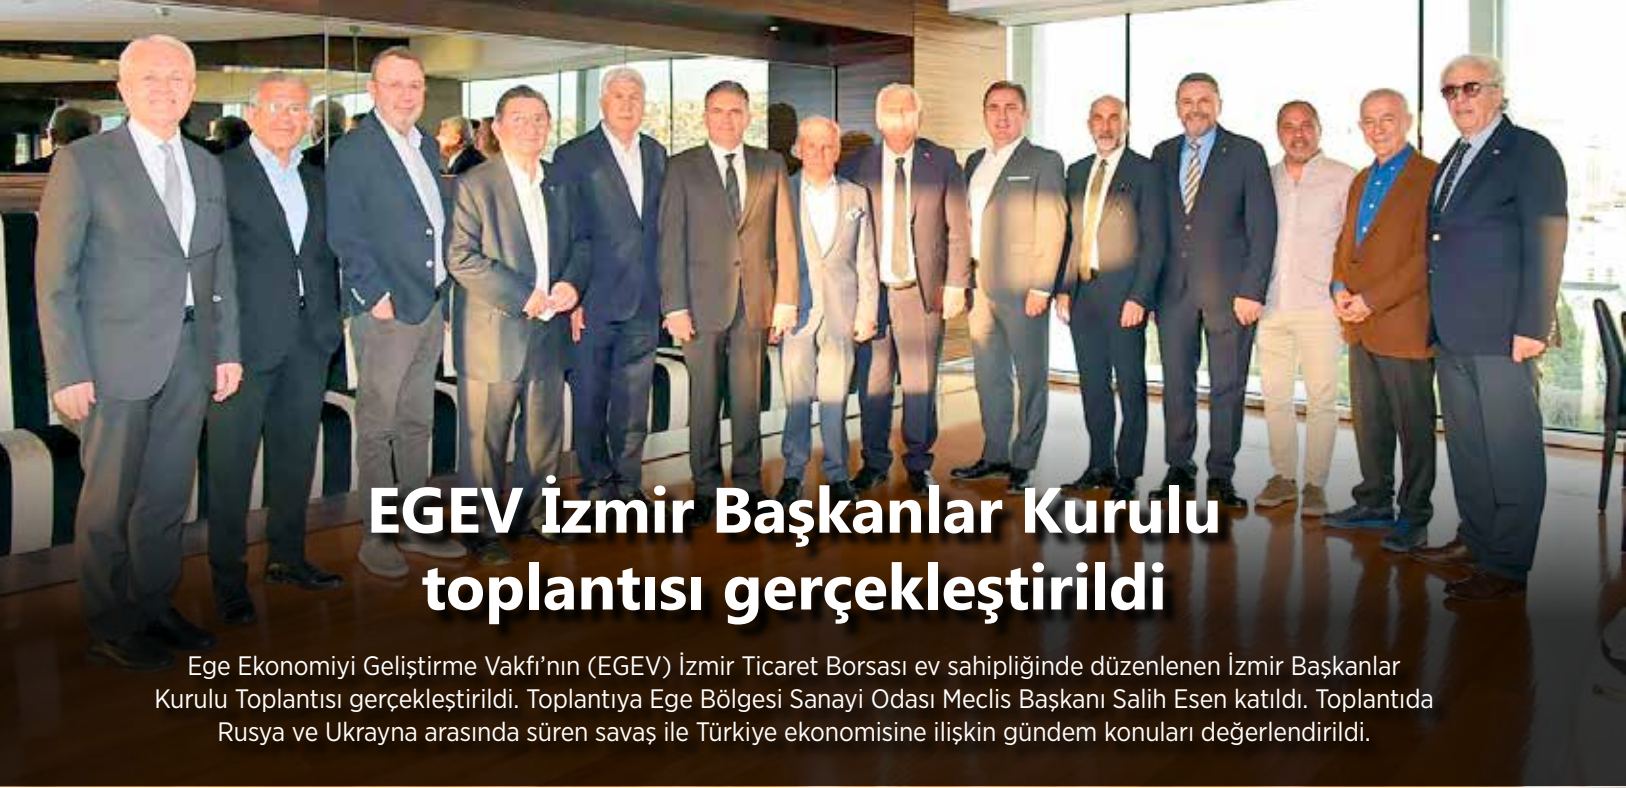 EGEV İzmir Başkanlar Kurulu
toplantısı gerçekleştirildi
Ege Ekonomiyi Geliştirme Vakfı’nın (EGEV) İzmir Ticaret Borsası ev sahipliğinde düzenlenen İzmir Başkanlar
Kurulu Toplantısı gerçekleştirildi. Toplantıya Ege Bölgesi Sanayi Odası Meclis Başkanı Salih Esen katıldı. Toplantıda
Rusya ve Ukrayna arasında süren savaş ile Türkiye ekonomisine ilişkin gündem konuları değerlendirildi.